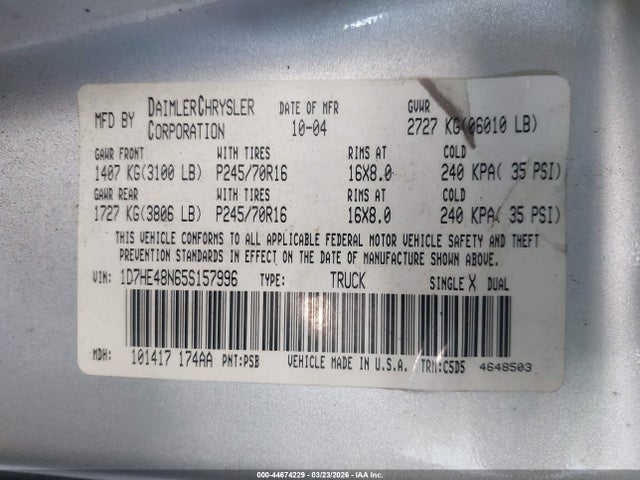 MFD BY DAIMLERCHRYSLER CORPORATION DATE OF MFR 10-04 GVWR 2727 KG(06010 LB)
GAWR FRONT WITH TIRES RIMS AT COLD
1407 KG(3100 LB) P245/70R16 16X8.0 240 KPA( 35 PSI)
GAWR REAR WITH TIRES RIMS AT COLD
1727 KG(3806 LB) P245/70R16 16X8.0 240 KPA( 35 PSI)
THIS VEHICLE CONFORMS TO ALL APPLICABLE FEDERAL MOTOR VEHICLE SAFETY AND THEFT
PREVENTION STANDARDS IN EFFECT ON THE DATE OF MANUFACTURE SHOWN ABOVE.
VIN: 1D7HE48N65S157996 TYPE: TRUCK SINGLE X DUAL
MDH: 101417 174AA PNT:PSB VEHICLE MADE IN U.S.A. TRM:C5D5 4648503
© IAA - 44674229 - 03/23/2026 - IAAI.COM